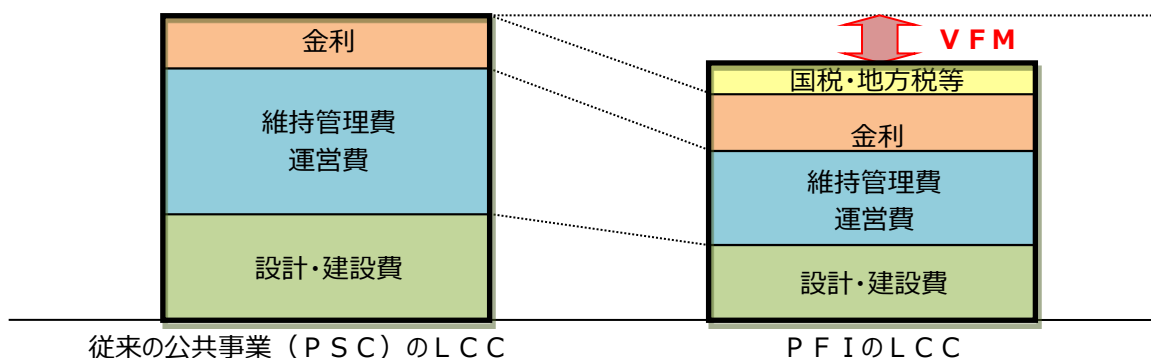 金利
維持管理費
運営費
設計・建設費
従来の公共事業（ＰＳＣ）のＬＣＣ
ＶＦＭ
国税・地方税等
金利
維持管理費
運営費
設計・建設費
ＰＦＩのＬＣＣ